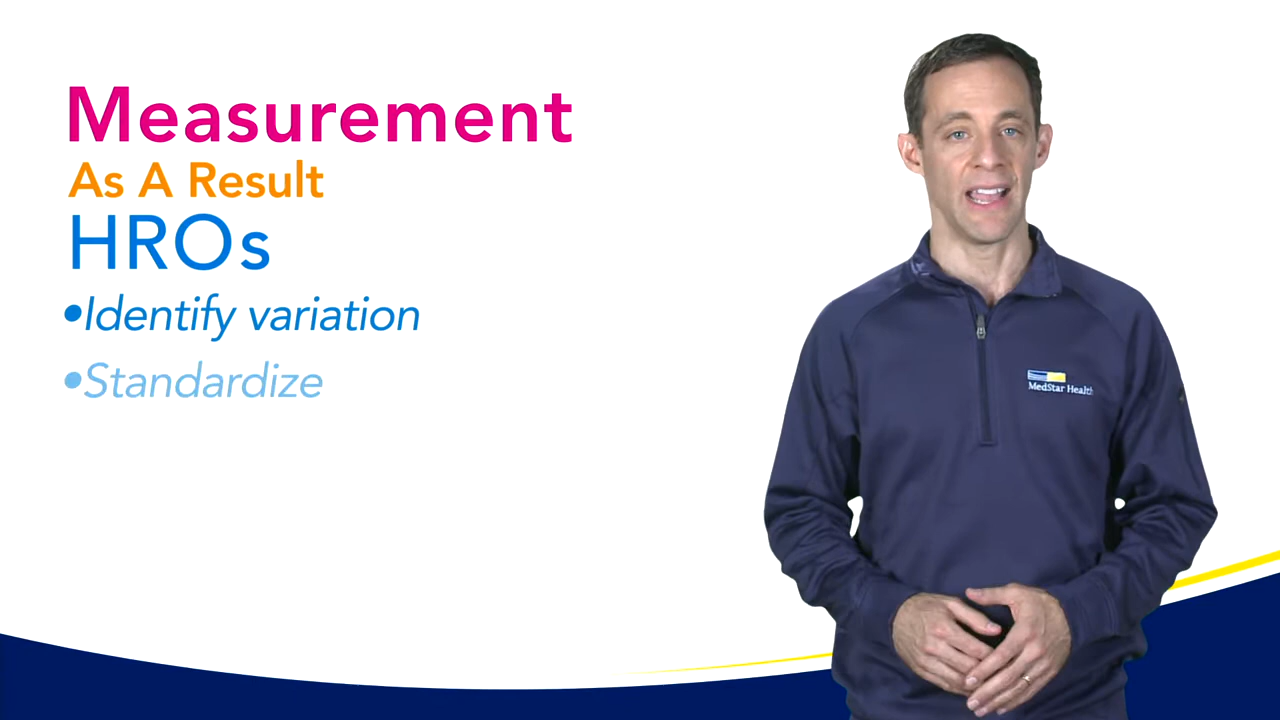 Measurement
As A Result
HROs
•Identify variation
•Standardize
MedStar Health